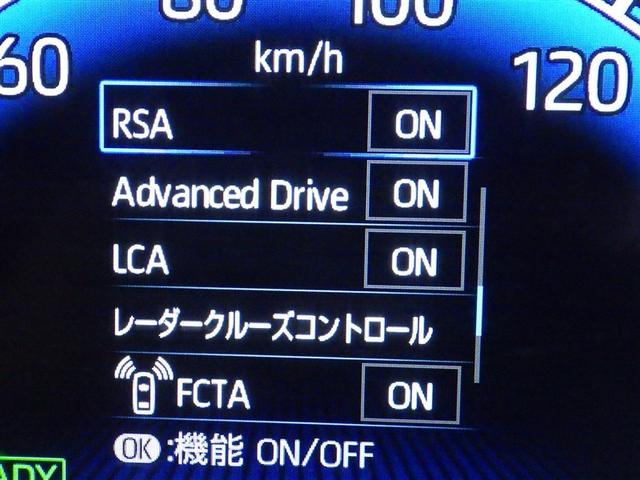 80 100
60 km/h 120
RSA ON
Advanced Drive ON
LCA ON
レーダークルーズコントロール
FCTA ON
OK:機能 ON/OFF